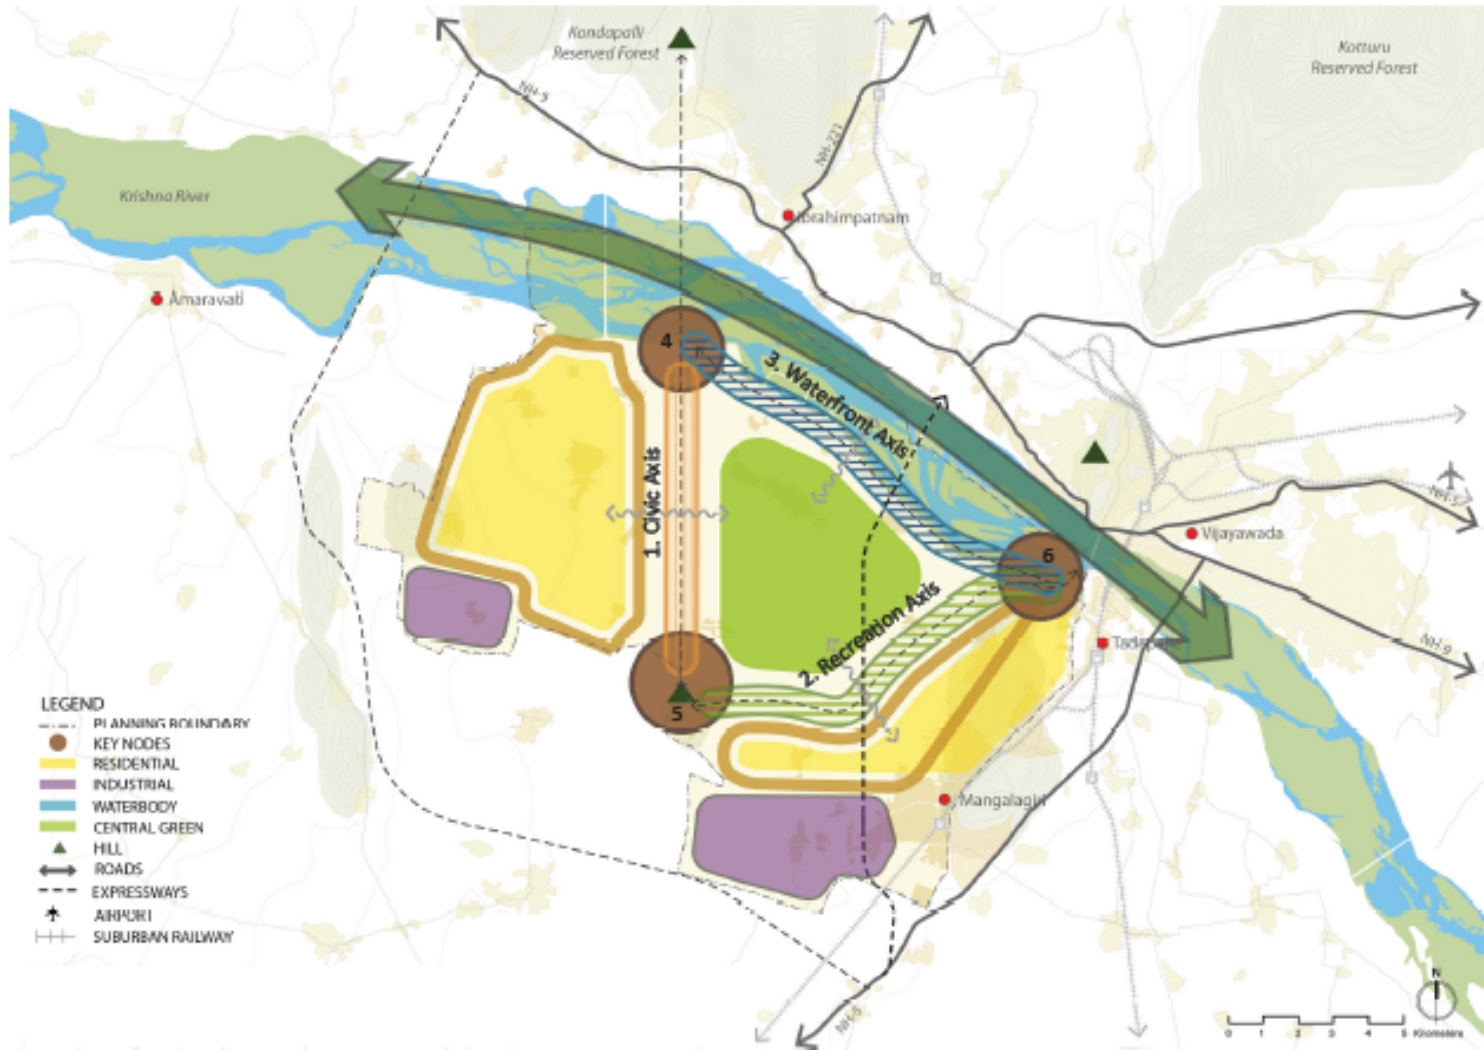 Kondapalli
Reserved Forest
Kotturu
Reserved Forest
NH-9
NH-221
Krishna River
Ibrahimpatnam
Amaravati
4
3. Waterfront Axis
1. Civic Axis
NH-5
Vijayawada
6
2. Recreation Axis
NH-9
5
Mangalagiri
NH-5
LEGEND
PLANNING BOUNDARY
KEY NODES
RESIDENTIAL
INDUSTRIAL
WATERBODY
CENTRAL GREEN
HILL
ROADS
EXPRESSWAYS
AIRPORT
SUBURBAN RAILWAY
N
0 1 2 3 4 5 Kilometers